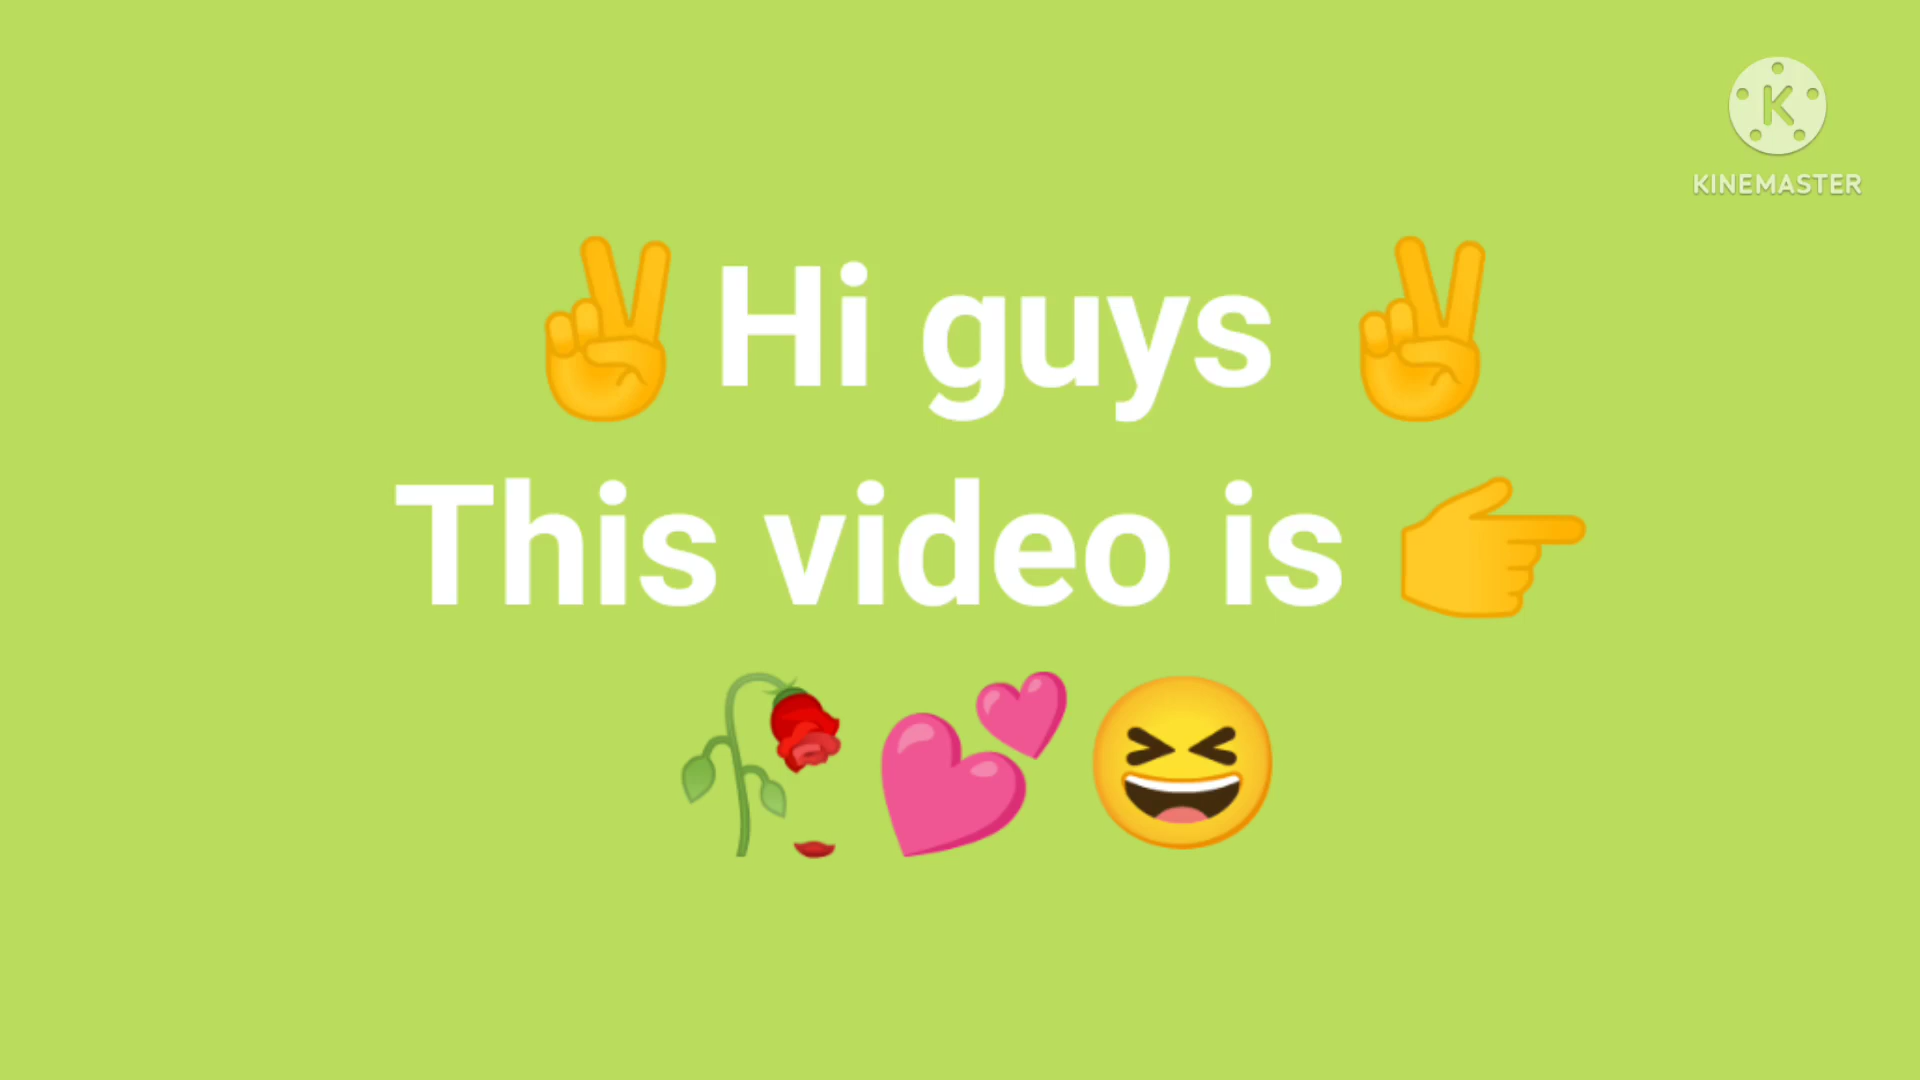 KINEMASTER
✌️Hi guys ✌️
This video is 👉
🥀💕😆